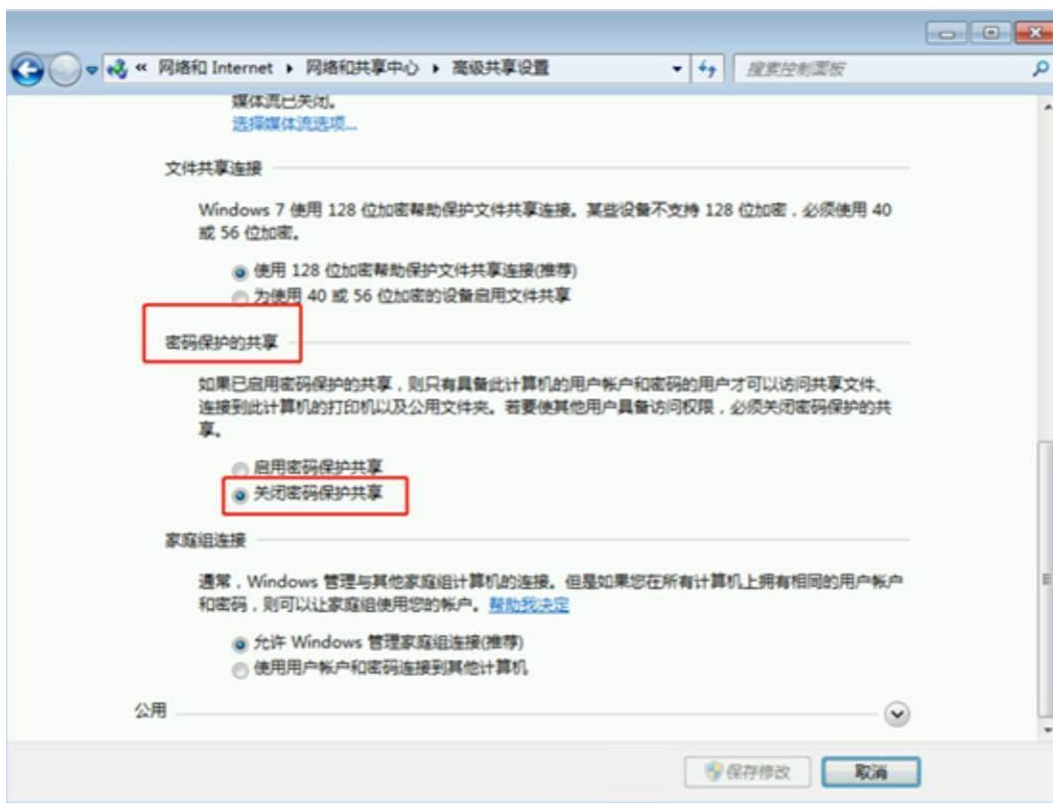 « 网络和 Internet ▸ 网络和共享中心 ▸ 高级共享设置
搜索控制面板
媒体流已关闭。
选择媒体流选项...
文件共享连接
Windows 7 使用 128 位加密帮助保护文件共享连接。某些设备不支持 128 位加密，必须使用 40
或 56 位加密。
使用 128 位加密帮助保护文件共享连接(推荐)
为使用 40 或 56 位加密的设备启用文件共享
密码保护的共享
如果已启用密码保护的共享，则只有具备此计算机的用户帐户和密码的用户才可以访问共享文件、
连接到此计算机的打印机以及公用文件夹。若要使其他用户具备访问权限，必须关闭密码保护的共
享。
启用密码保护共享
关闭密码保护共享
家庭组连接
通常，Windows 管理与其他家庭组计算机的连接。但是如果您在所有计算机上拥有相同的用户帐户
和密码，则可以让家庭组使用您的帐户。帮助我决定
允许 Windows 管理家庭组连接(推荐)
使用用户帐户和密码连接到其他计算机
公用
保存修改
取消